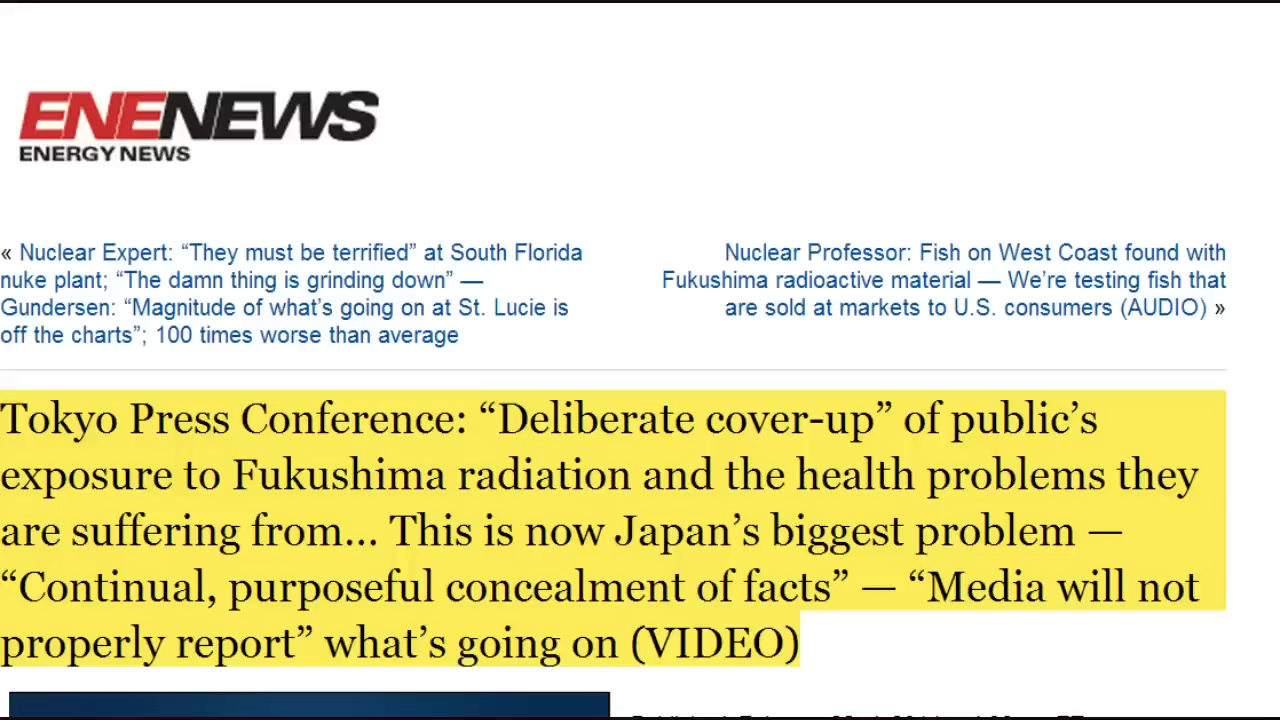 ENENEWS
ENERGY NEWS
« Nuclear Expert: “They must be terrified” at South Florida
nuke plant; “The damn thing is grinding down” —
Gundersen: “Magnitude of what’s going on at St. Lucie is
off the charts”; 100 times worse than average
Nuclear Professor: Fish on West Coast found with
Fukushima radioactive material — We’re testing fish that
are sold at markets to U.S. consumers (AUDIO) »
Tokyo Press Conference: “Deliberate cover-up” of public’s
exposure to Fukushima radiation and the health problems they
are suffering from… This is now Japan’s biggest problem —
“Continual, purposeful concealment of facts” — “Media will not
properly report” what’s going on (VIDEO)